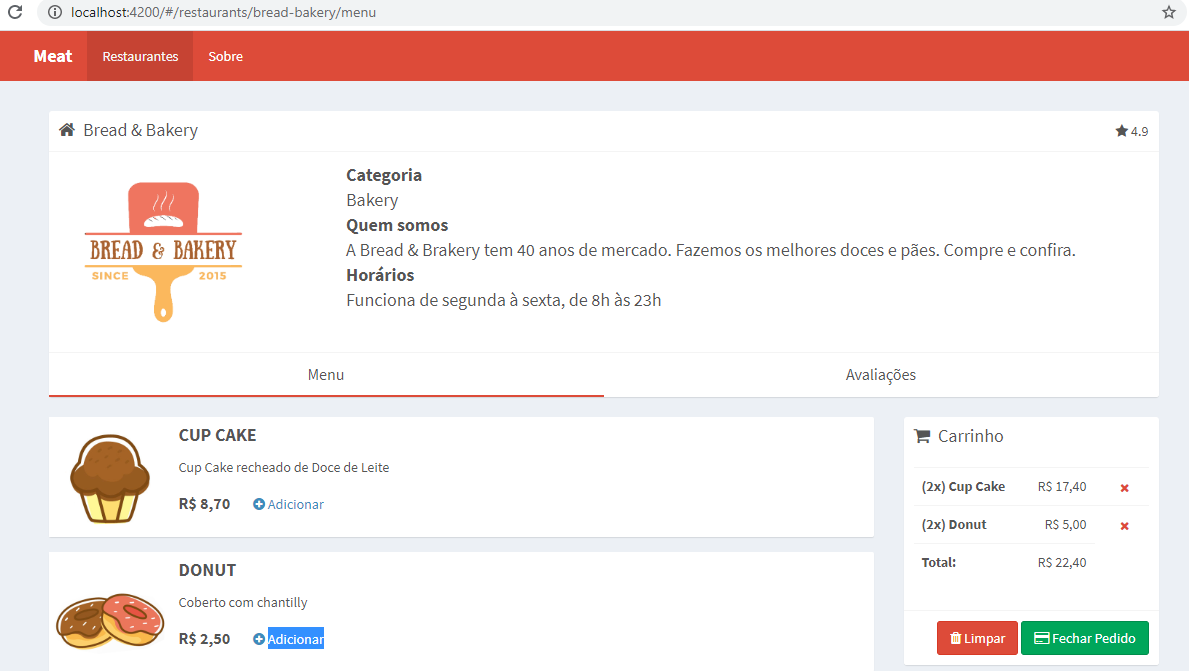 localhost:4200/#/restaurants/bread-bakery/menu
Meat Restaurantes Sobre
Bread & Bakery 4.9
BREAD & BAKERY
SINCE 2015
Categoria
Bakery
Quem somos
A Bread & Brakery tem 40 anos de mercado. Fazemos os melhores doces e pães. Compre e confira.
Horários
Funciona de segunda à sexta, de 8h às 23h
Menu Avaliações
CUP CAKE
Cup Cake recheado de Doce de Leite
R$ 8,70 Adicionar
DONUT
Coberto com chantilly
R$ 2,50 Adicionar
Carrinho
(2x) Cup Cake R$ 17,40
(2x) Donut R$ 5,00
Total: R$ 22,40
Limpar Fechar Pedido